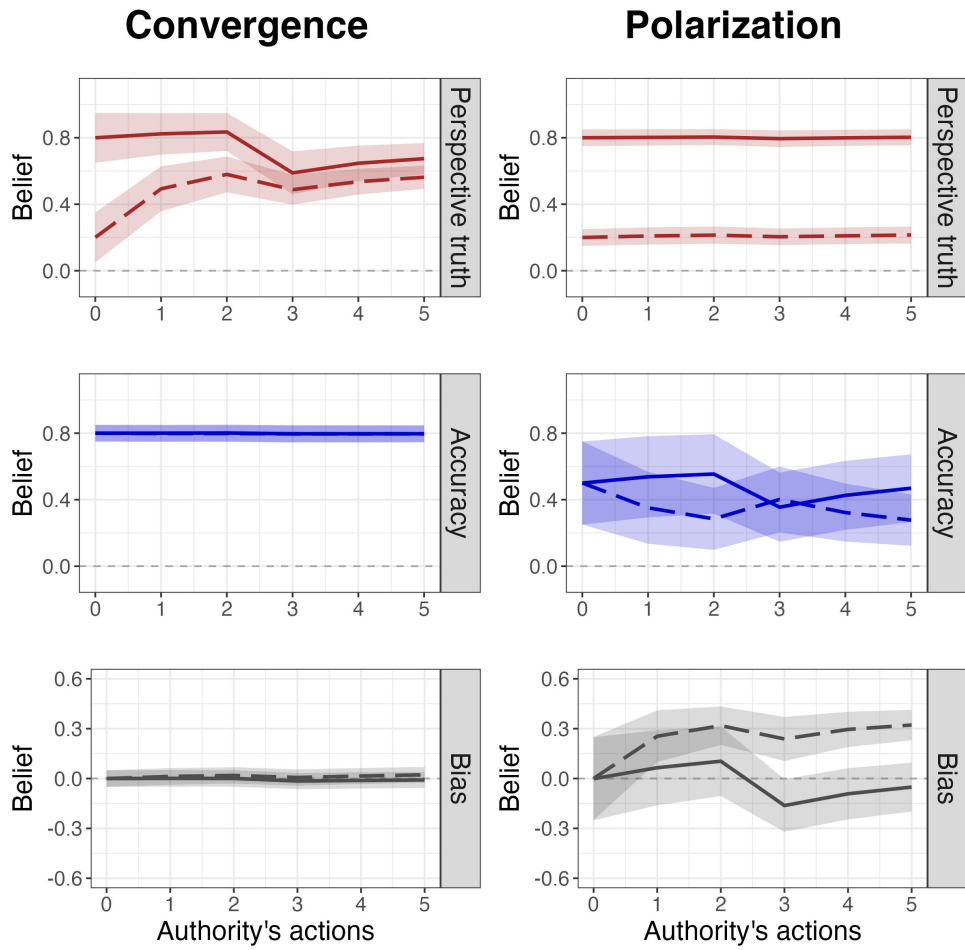 Convergence
Polarization
Belief
0.8
0.4
0.0
Perspective truth
0 1 2 3 4 5
Belief
0.8
0.4
0.0
Perspective truth
0 1 2 3 4 5
Belief
0.8
0.4
0.0
Accuracy
0 1 2 3 4 5
Belief
0.8
0.4
0.0
Accuracy
0 1 2 3 4 5
Belief
0.6
0.3
0.0
-0.3
-0.6
Bias
0 1 2 3 4 5
Authority's actions
Belief
0.6
0.3
0.0
-0.3
-0.6
Bias
0 1 2 3 4 5
Authority's actions